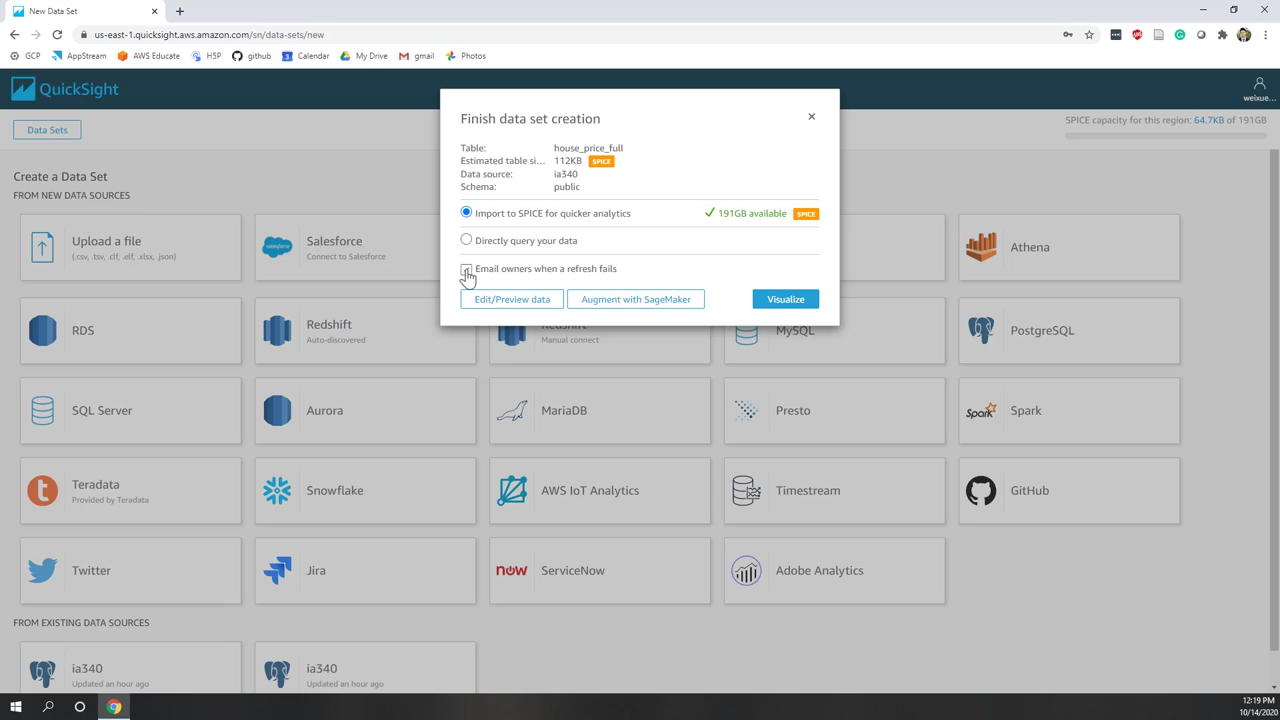 New Data Set
us-east-1.quicksight.aws.amazon.com/sn/data-sets/new
GCP
AppStream
AWS Educate
H5P
github
Calendar
My Drive
gmail
Photos
QuickSight
weixue...
Data Sets
SPICE capacity for this region: 64.7KB of 191GB
Create a Data Set
FROM NEW DATA SOURCES
Finish data set creation
Table: house_price_full
Estimated table si... 112KB SPICE
Data source: ia340
Schema: public
Import to SPICE for quicker analytics
191GB available SPICE
Directly query your data
Email owners when a refresh fails
Edit/Preview data
Augment with SageMaker
Visualize
Upload a file
(.csv, .tsv, .clf, .elf, .xlsx, .json)
Salesforce
Connect to Salesforce
Athena
RDS
Redshift
Auto-discovered
Redshift
Manual connect
MySQL
PostgreSQL
SQL Server
Aurora
MariaDB
Presto
Spark
Spark
Teradata
Provided by Teradata
Snowflake
AWS IoT Analytics
Timestream
GitHub
Twitter
Jira
now
ServiceNow
Adobe Analytics
FROM EXISTING DATA SOURCES
ia340
Updated an hour ago
ia340
Updated an hour ago
12:19 PM
10/14/2020